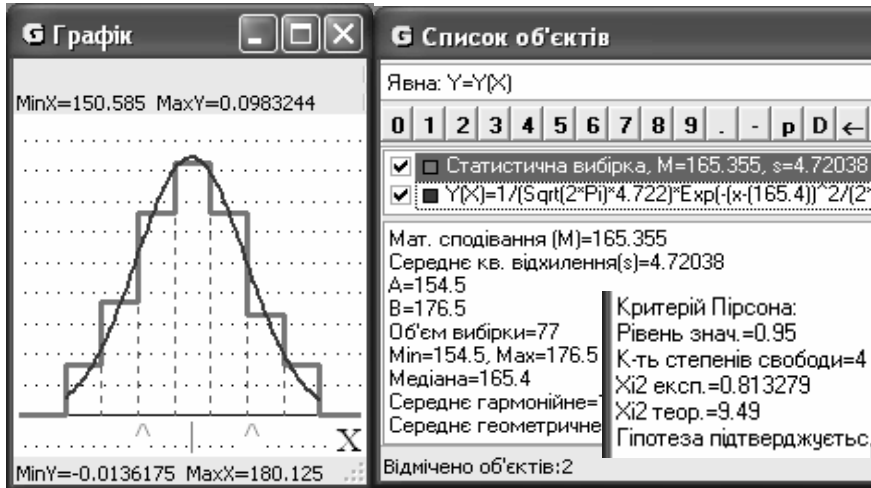 Графік
MinX=150.585 MaxY=0.0983244
X
MinY=-0.0136175 MaxX=180.125
Список об'єктів
Явна: Y=Y(X)
0 1 2 3 4 5 6 7 8 9 . - p D ←
Статистична вибірка, M=165.355, s=4.72038
Y(X)=1/(Sqrt(2*Pi)*4.722)*Exp(-(x-(165.4))^2/(2*
Мат. сподівання (M)=165.355
Середнє кв. відхилення(s)=4.72038
A=154.5
B=176.5
Об'єм вибірки=77
Min=154.5, Max=176.5
Медіана=165.4
Середнє гармонійне=
Середнє геометричне
Критерій Пірсона:
Рівень знач.=0.95
К-ть степенів свободи=4
Xi2 експ.=0.813279
Xi2 теор.=9.49
Гіпотеза підтверджуєтьс
Відмічено об'єктів:2